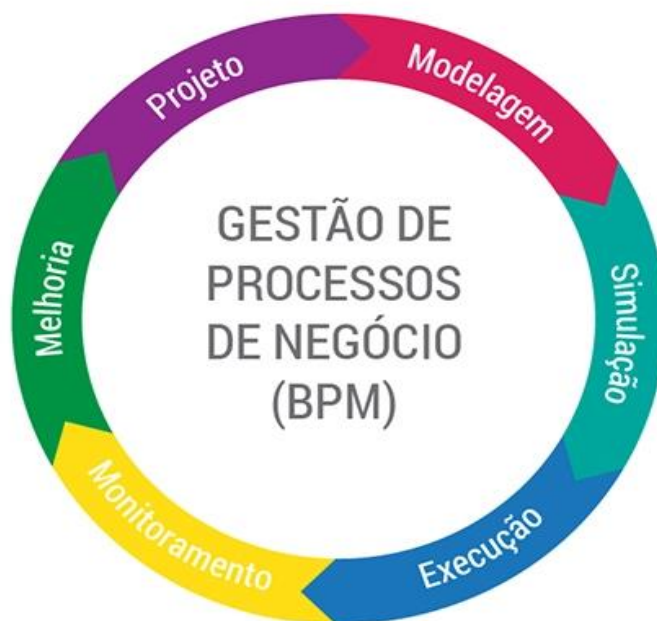 Projeto
Modelagem
Simulação
Execução
Monitoramento
Melhoria
GESTÃO DE
PROCESSOS
DE NEGÓCIO
(BPM)